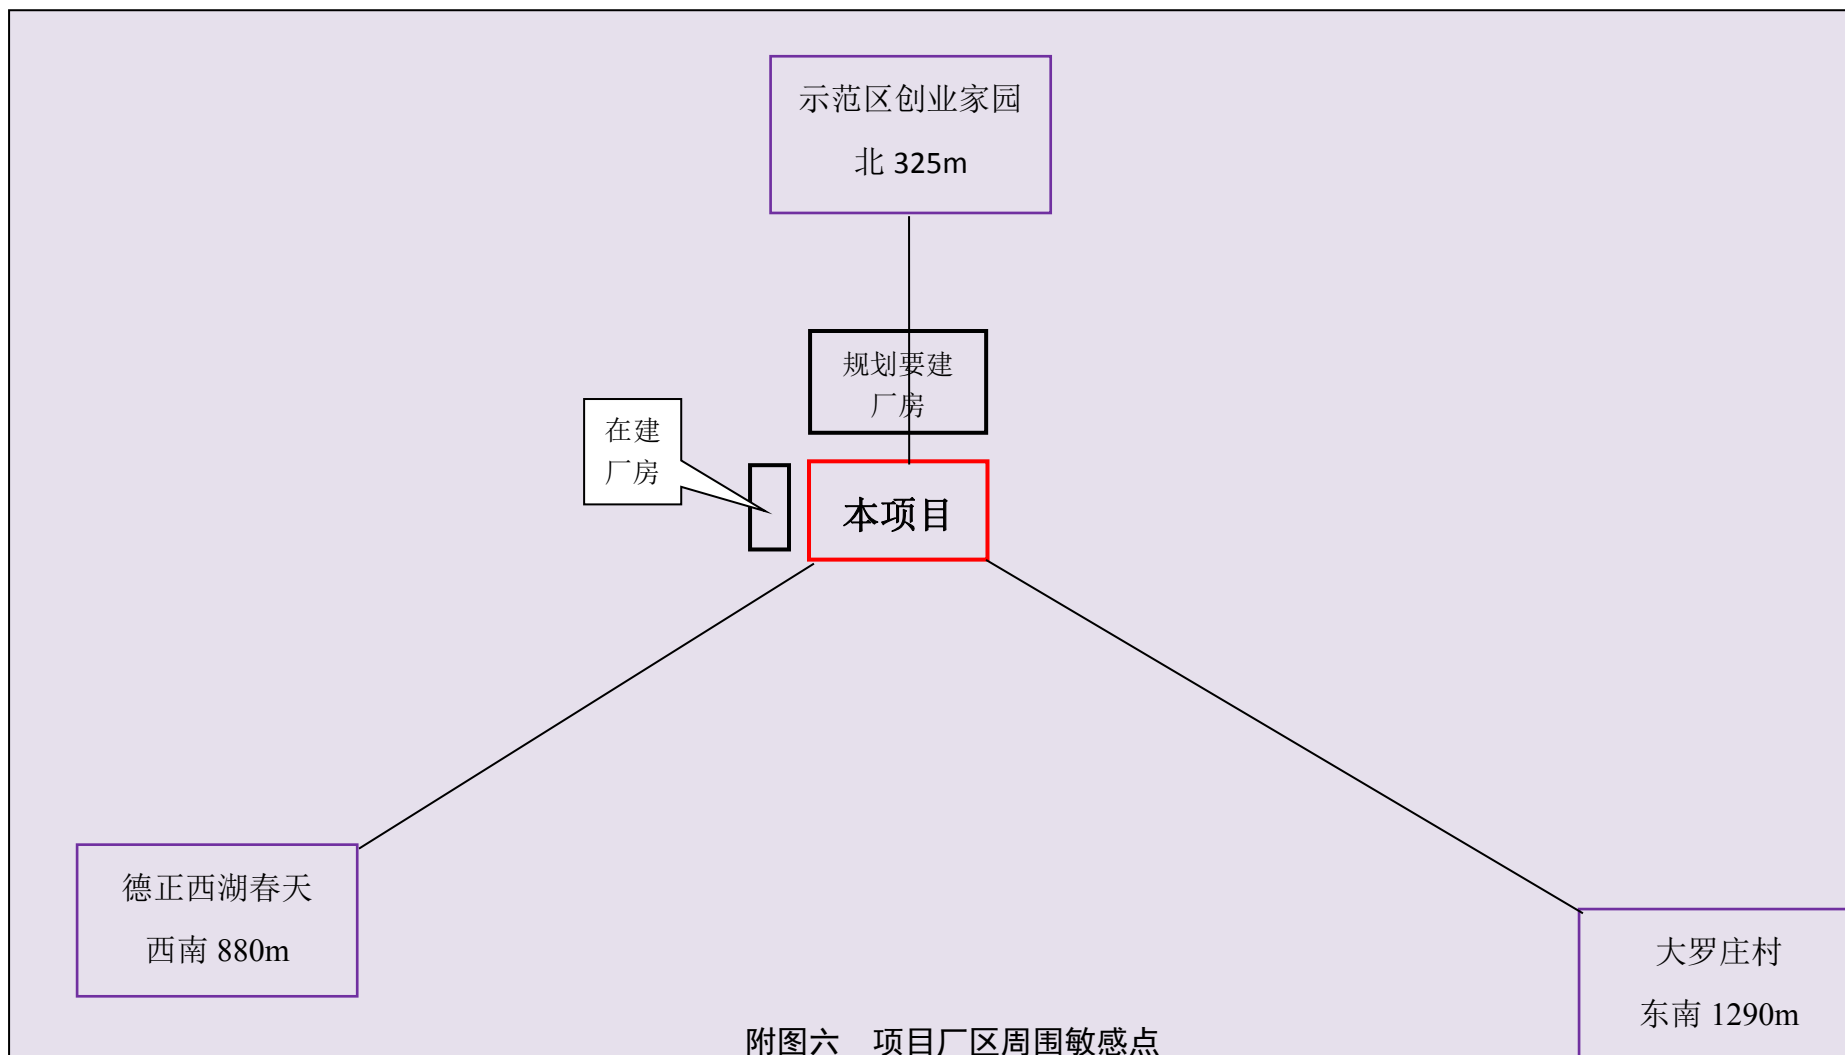 示范区创业家园
北 325m
规划要建
厂房
在建
厂房
本项目
德正西湖春天
西南 880m
大罗庄村
东南 1290m
附图六　项目厂区周围敏感点